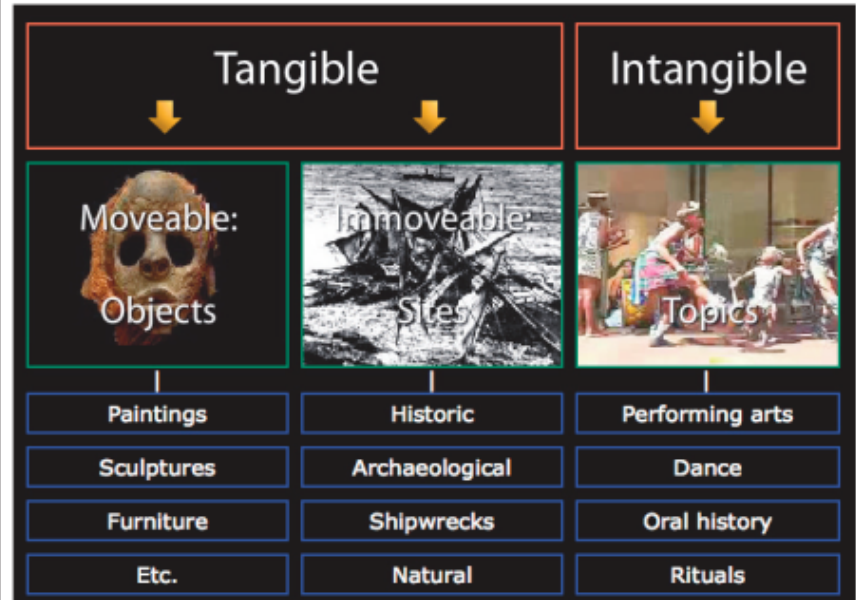 Tangible
Intangible
Moveable:
Objects
Immoveable:
Sites
Topics
Paintings
Historic
Performing arts
Sculptures
Archaeological
Dance
Furniture
Shipwrecks
Oral history
Etc.
Natural
Rituals